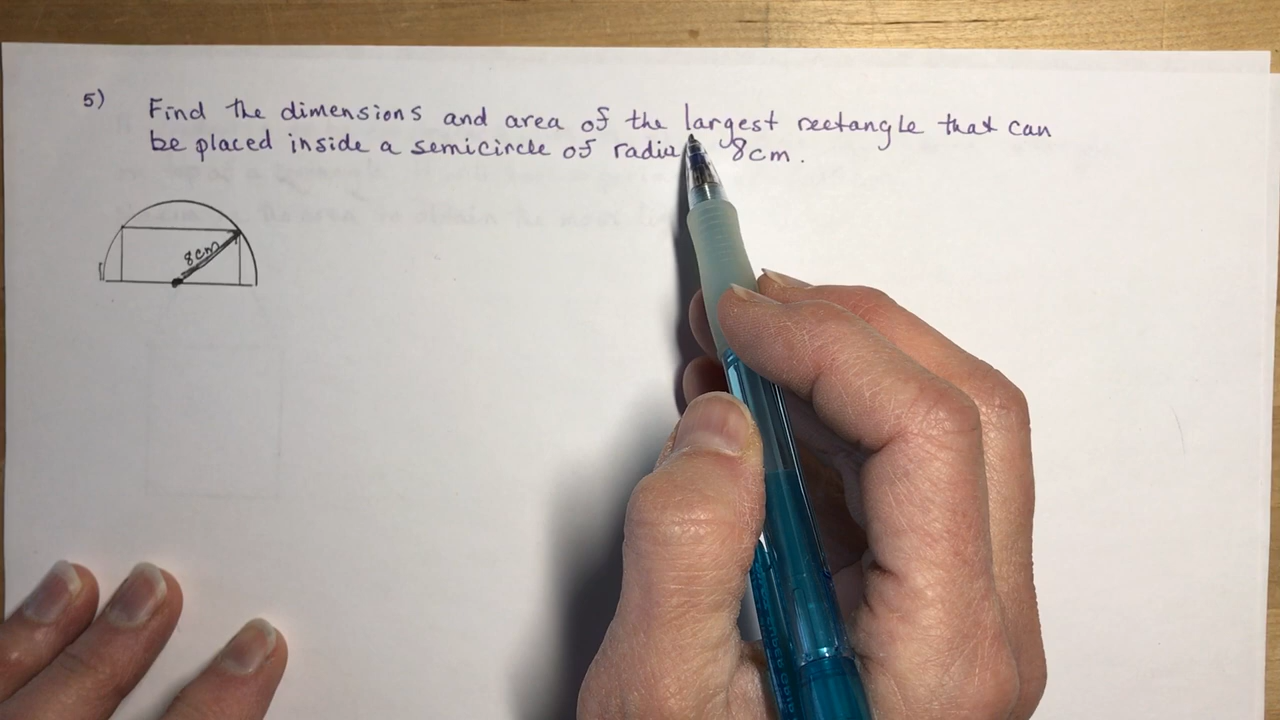 5) Find the dimensions and area of the largest rectangle that can
be placed inside a semicircle of 8cm.
8cm